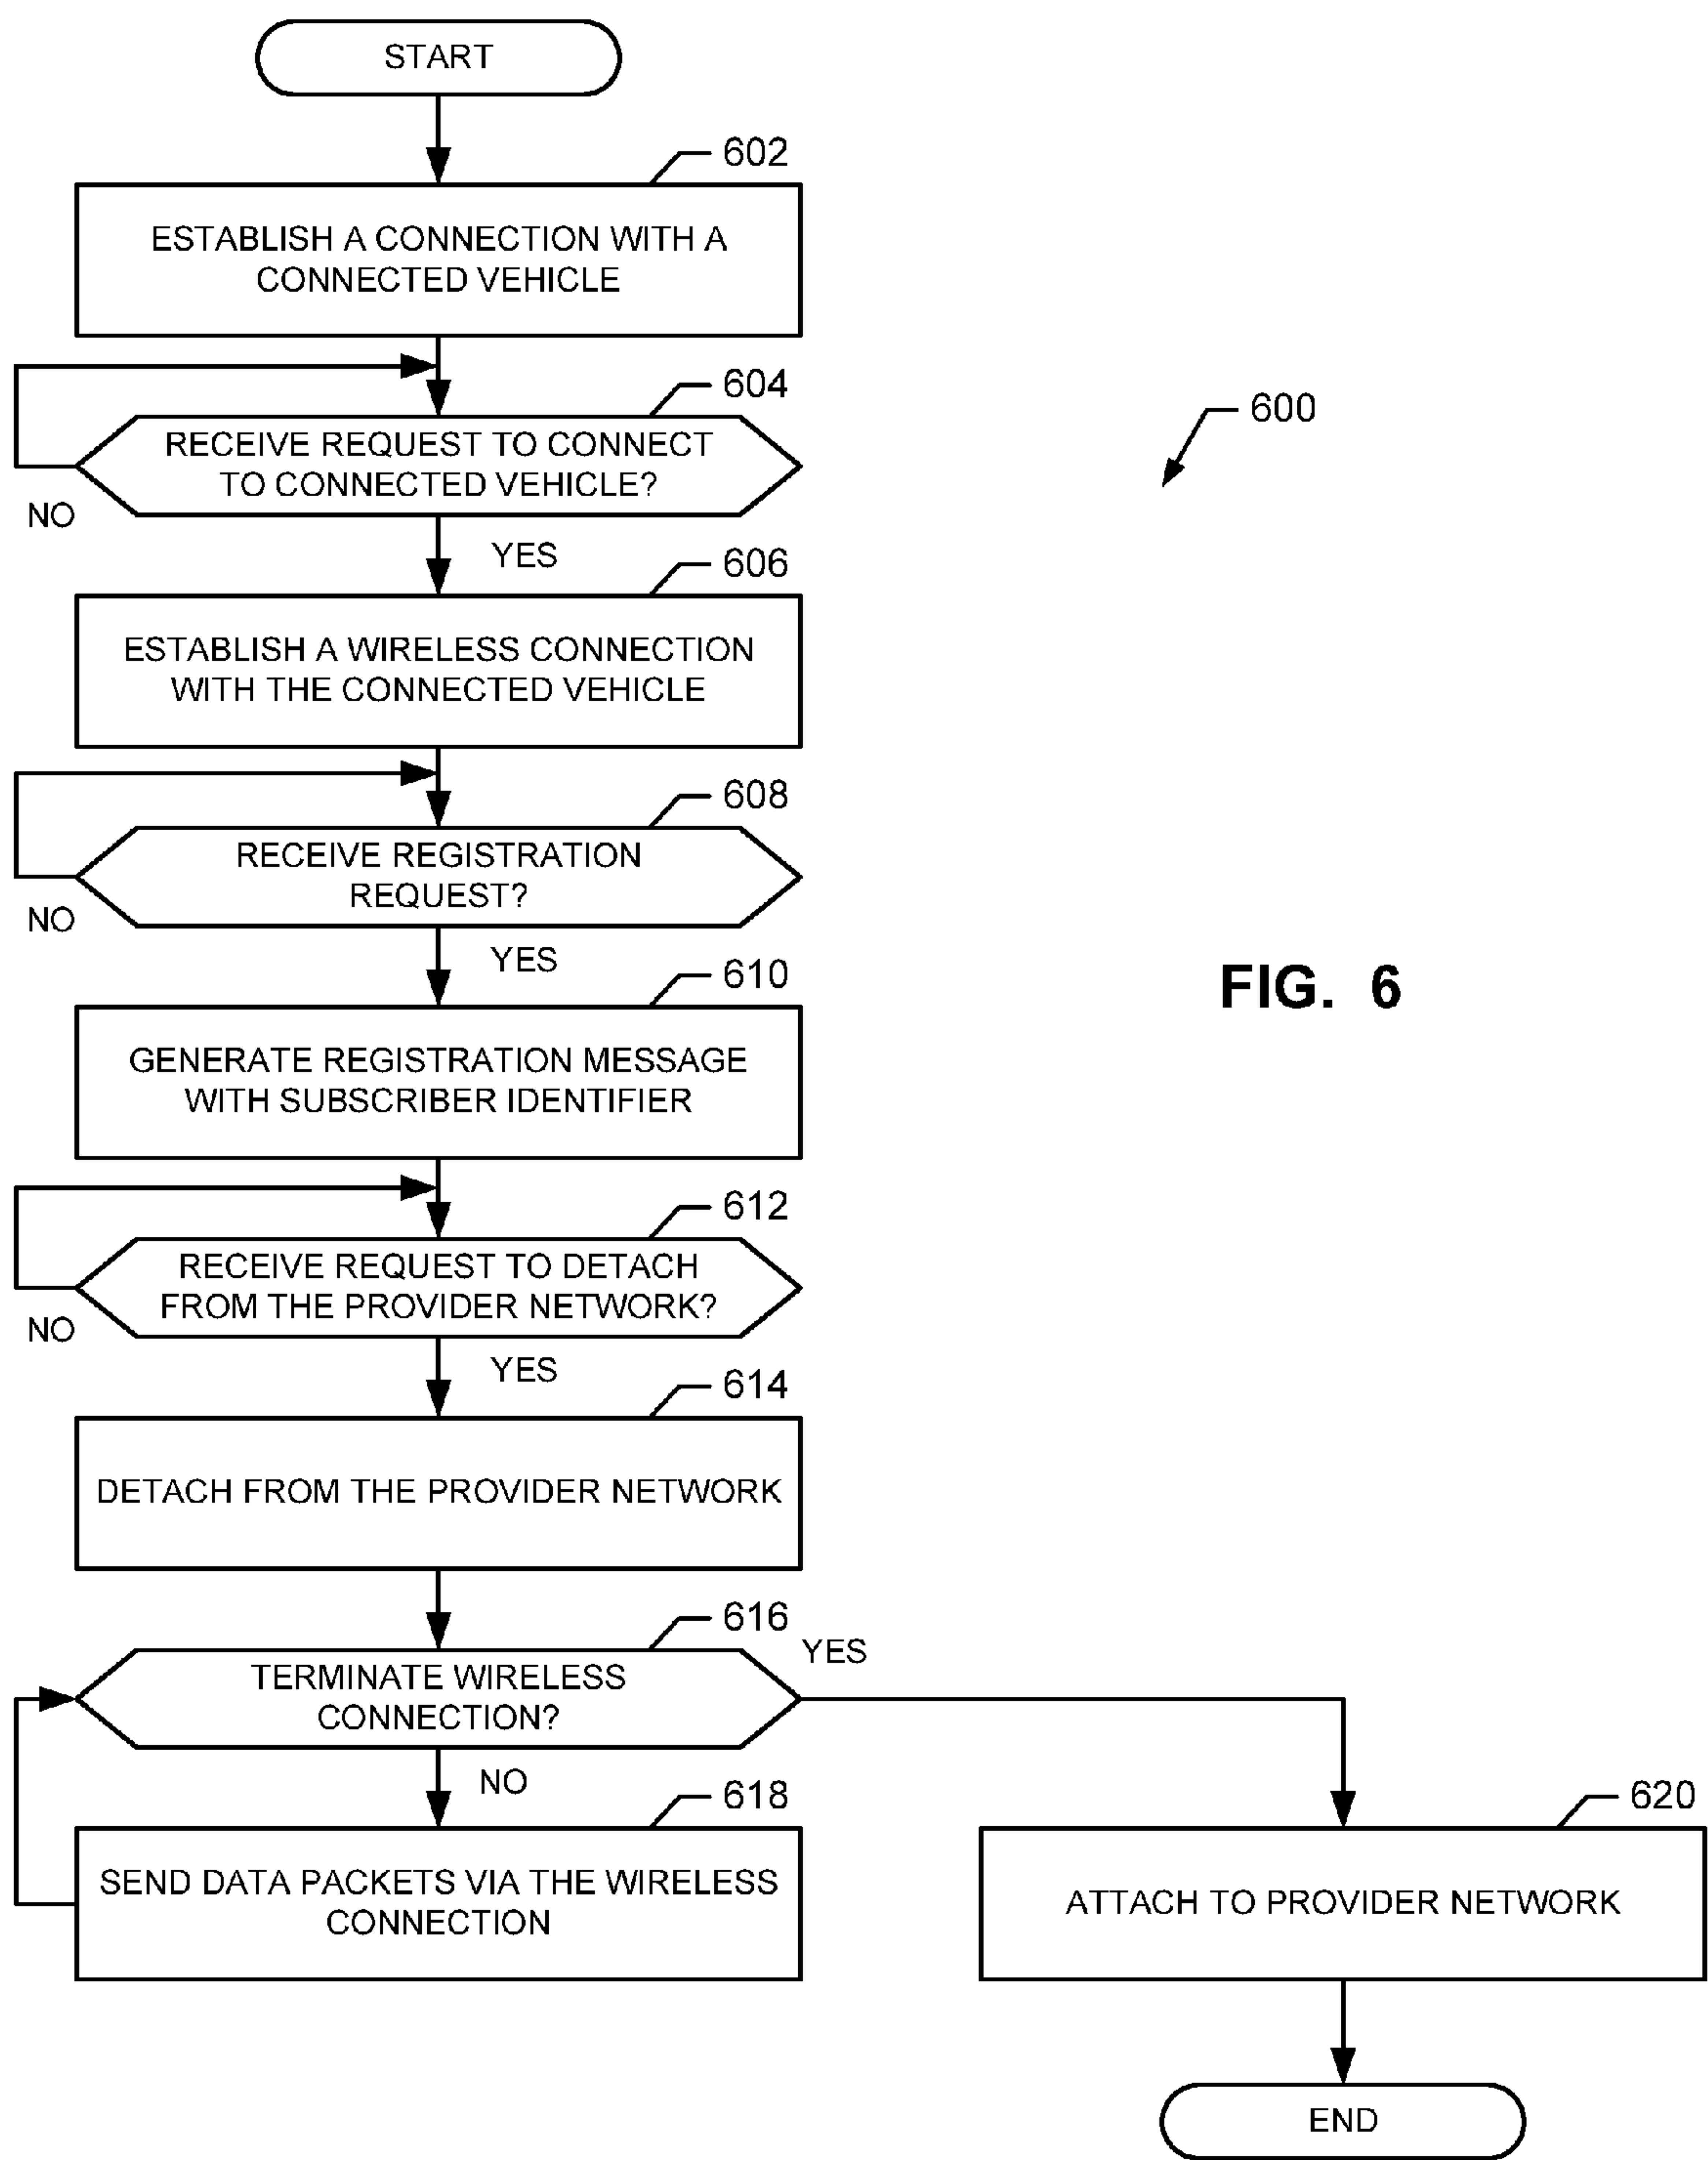 START
602
ESTABLISH A CONNECTION WITH A
CONNECTED VEHICLE
604
RECEIVE REQUEST TO CONNECT
TO CONNECTED VEHICLE?
NO
YES
600
606
ESTABLISH A WIRELESS CONNECTION
WITH THE CONNECTED VEHICLE
608
RECEIVE REGISTRATION
REQUEST?
NO
YES
610
GENERATE REGISTRATION MESSAGE
WITH SUBSCRIBER IDENTIFIER
FIG. 6
612
RECEIVE REQUEST TO DETACH
FROM THE PROVIDER NETWORK?
NO
YES
614
DETACH FROM THE PROVIDER NETWORK
616
YES
TERMINATE WIRELESS
CONNECTION?
NO
618
SEND DATA PACKETS VIA THE WIRELESS
CONNECTION
620
ATTACH TO PROVIDER NETWORK
END